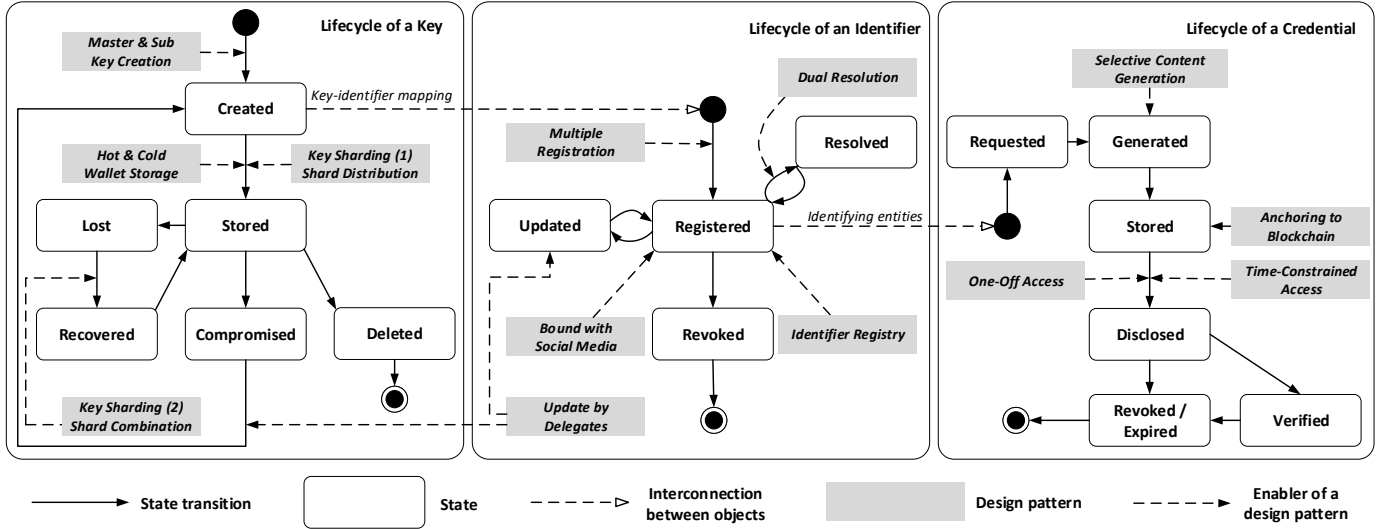 Lifecycle of a Key
Master & Sub
Key Creation
Created
Key-identifier mapping
Hot & Cold
Wallet Storage
Key Sharding (1)
Shard Distribution
Lost
Stored
Recovered
Compromised
Deleted
Key Sharding (2)
Shard Combination
Lifecycle of an Identifier
Dual Resolution
Multiple
Registration
Resolved
Updated
Registered
Identifying entities
Bound with
Social Media
Revoked
Identifier Registry
Update by
Delegates
Lifecycle of a Credential
Selective Content
Generation
Requested
Generated
Stored
Anchoring to
Blockchain
One-Off Access
Time-Constrained
Access
Disclosed
Revoked /
Expired
Verified
State transition
State
Interconnection
between objects
Design pattern
Enabler of a
design pattern